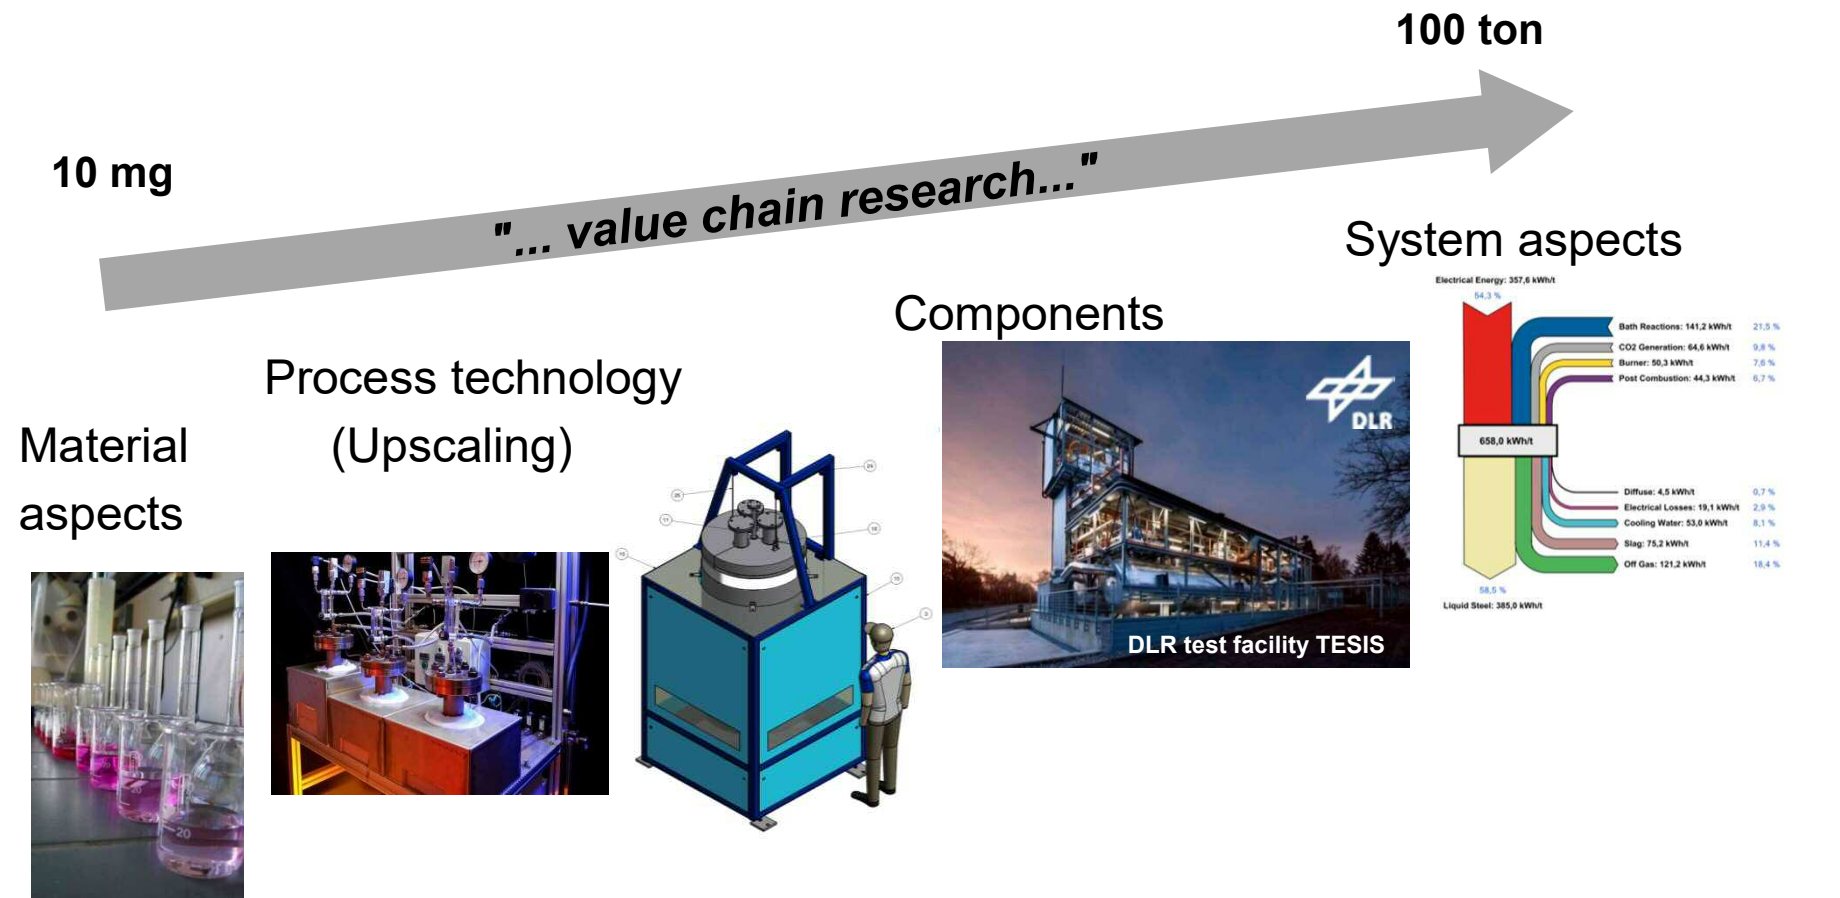 100 ton
10 mg
"... value chain research..."
System aspects
Electrical Energy: 357,6 kWh/t
54,3 %
Bath Reactions: 141,2 kWh/t 21,5 %
CO2 Generation: 64,6 kWh/t 9,8 %
Burner: 50,3 kWh/t 7,6 %
Post Combustion: 44,3 kWh/t 6,7 %
658,0 kWh/t
Diffuse: 4,5 kWh/t 0,7 %
Electrical Losses: 19,1 kWh/t 2,9 %
Cooling Water: 53,0 kWh/t 8,1 %
Slag: 75,2 kWh/t 11,4 %
Off Gas: 121,2 kWh/t 18,4 %
58,5 %
Liquid Steel: 385,0 kWh/t
Components
DLR
DLR test facility TESIS
Process technology
(Upscaling)
Material
aspects
20